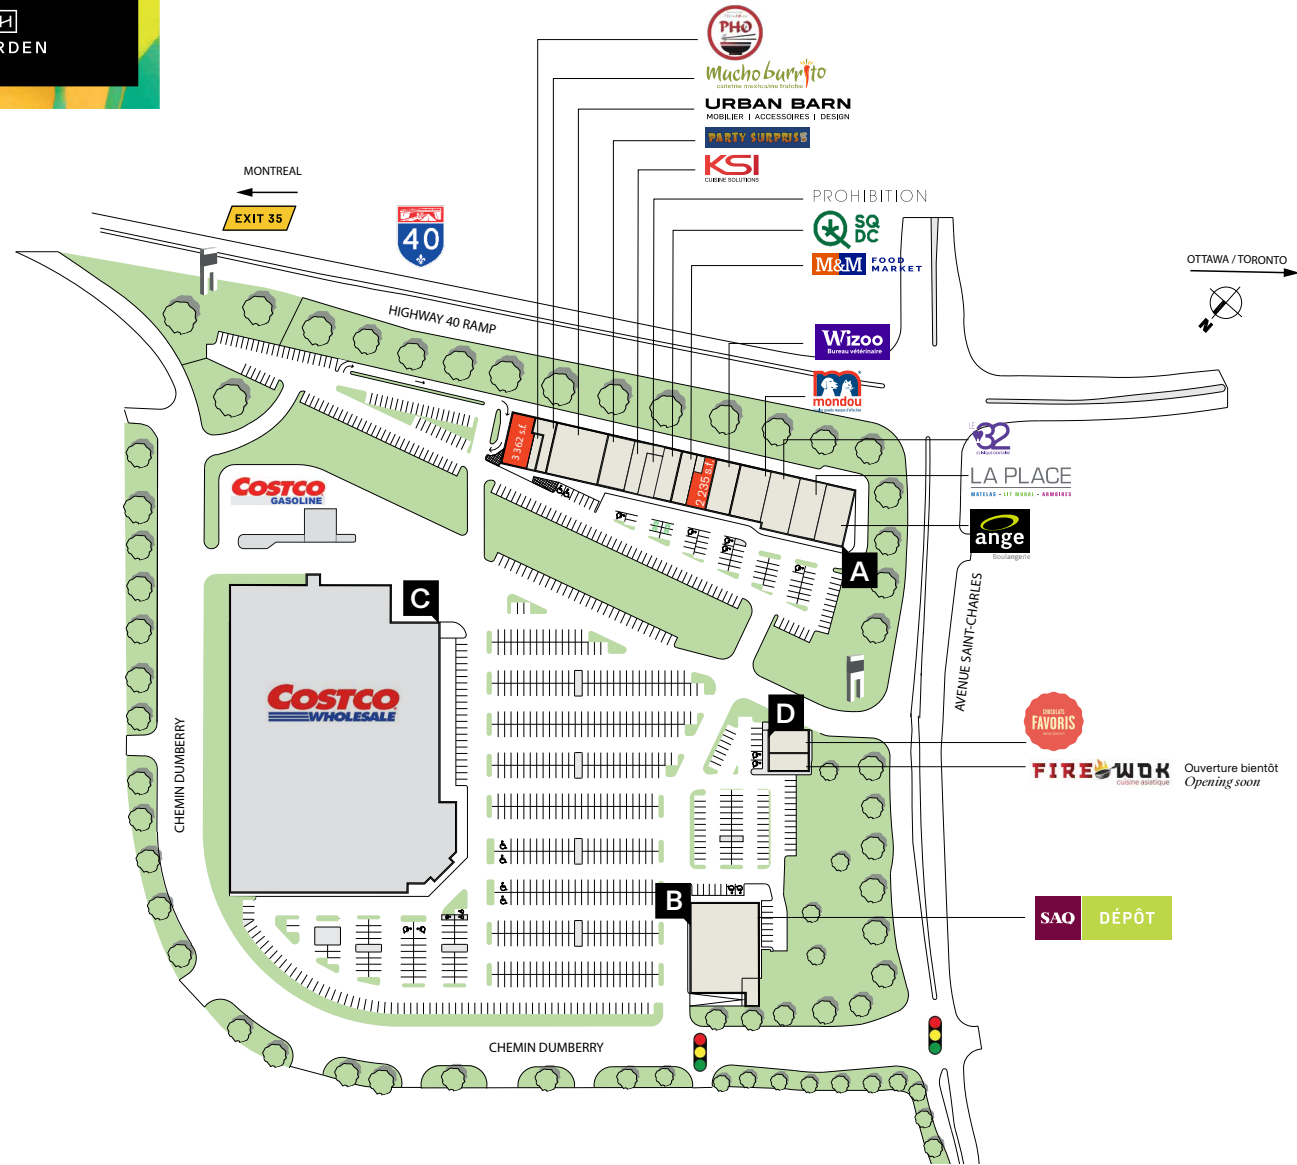 RDEN
PHO
Mucho burrito
cuisine mexicaine fraîche
URBAN BARN
MOBILIER | ACCESSOIRES | DESIGN
PARTY SURPRISE
KSI
CUISINE SOLUTIONS
MONTREAL
EXIT 35
40
PROHIBITION
SQ
DC
M&M FOOD
MARKET
OTTAWA / TORONTO
N
HIGHWAY 40 RAMP
Wizoo
Bureau vétérinaire
mondou
3 362 s.f.
2 235 s.f.
LE
32
LA PLACE
MATELAS - LIT MURAL - ARMOIRES
ange
Boulangerie
COSTCO
GASOLINE
A
C
COSTCO
WHOLESALE
AVENUE SAINT-CHARLES
D
CHOCOLATS
FAVORIS
FIRE WOK
cuisine asiatique
Ouverture bientôt
Opening soon
CHEMIN DUMBERRY
B
SAQ DÉPÔT
CHEMIN DUMBERRY